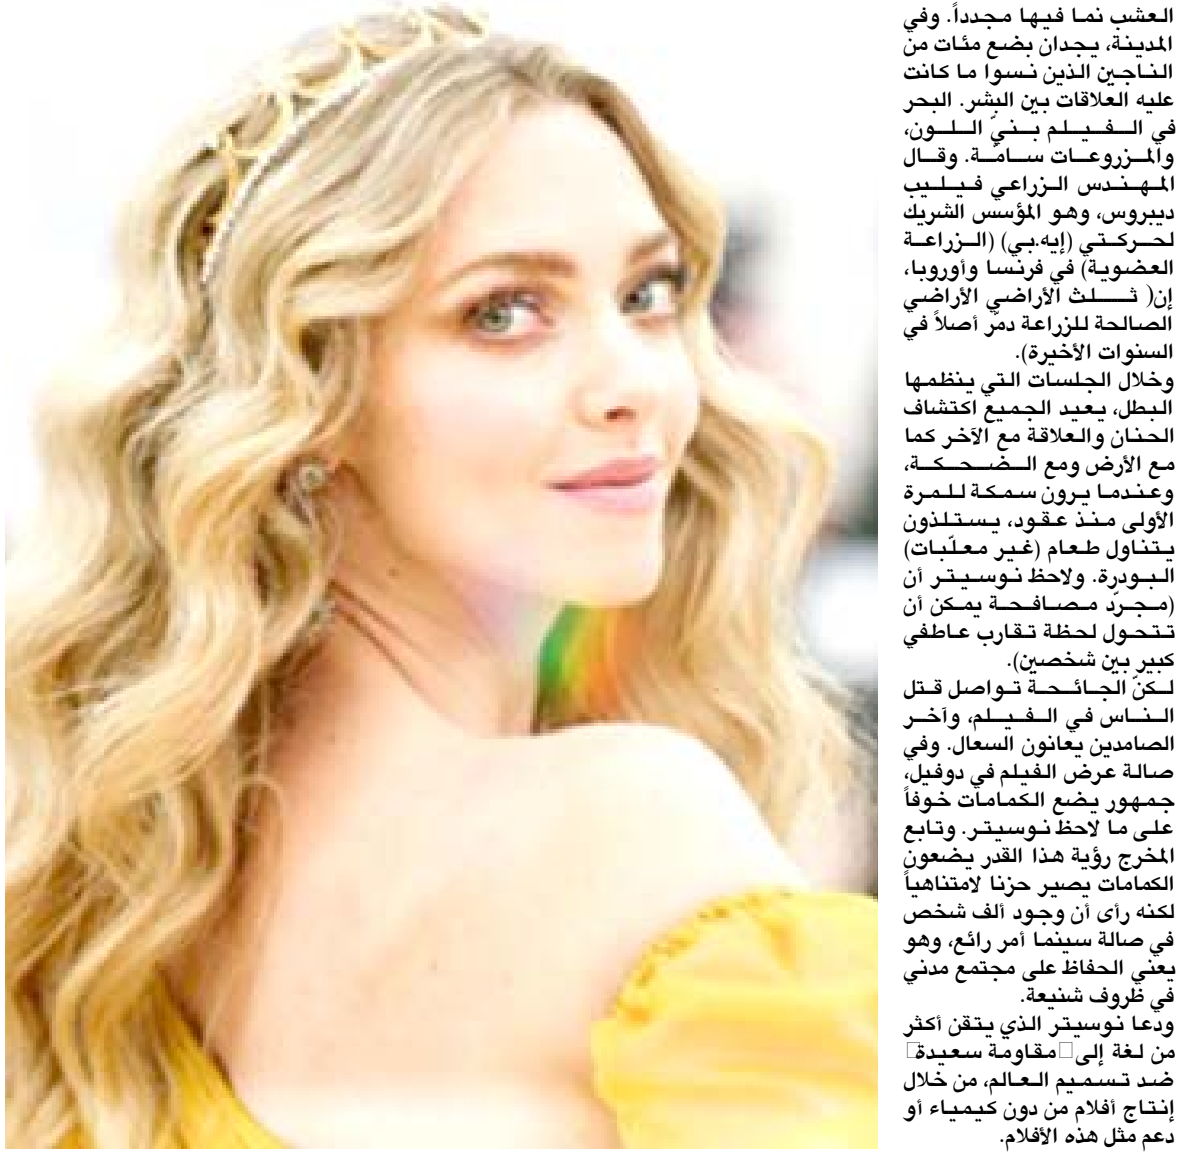 العشب نما فيها مجدداً. وفي
المدينة، يجدان بضع مئات من
الناجين الذين نسوا ما كانت
عليه العلاقات بين البشر. البحر
في الفيلم بنيّ اللون،
والمزروعات سامّة. وقال
المهندس الزراعي فيليب
ديبروس، وهو المؤسس الشريك
لحركتي (إيه.بي) (الزراعة
العضوية) في فرنسا وأوروبا،
إن( ثلث الأراضي الأراضي
الصالحة للزراعة دمّر أصلاً في
السنوات الأخيرة).
وخلال الجلسات التي ينظمها
البطل، يعيد الجميع اكتشاف
الحنان والعلاقة مع الآخر كما
مع الأرض ومع الضحكة،
وعندما يرون سمكة للمرة
الأولى منذ عقود، يستلذون
بتناول طعام (غير معلّبات)
البودرة. ولاحظ نوسيتر أن
(مجرّد مصافحة يمكن أن
تتحول لحظة تقارب عاطفي
كبير بين شخصين).
لكنّ الجائحة تواصل قتل
الناس في الفيلم، وآخر
الصامدين يعانون السعال. وفي
صالة عرض الفيلم في دوفيل،
جمهور يضع الكمامات خوفاً
على ما لاحظ نوسيتر. وتابع
المخرج رؤية هذا القدر يضعون
الكمامات يصير حزنا لامتناهياً
لكنه رأى أن وجود ألف شخص
في صالة سينما أمر رائع، وهو
يعني الحفاظ على مجتمع مدني
في ظروف شنيعة.
ودعا نوسيتر الذي يتقن أكثر
من لغة إلى مقاومة سعيدة
ضد تسميم العالم، من خلال
إنتاج أفلام من دون كيمياء أو
دعم مثل هذه الأفلام.